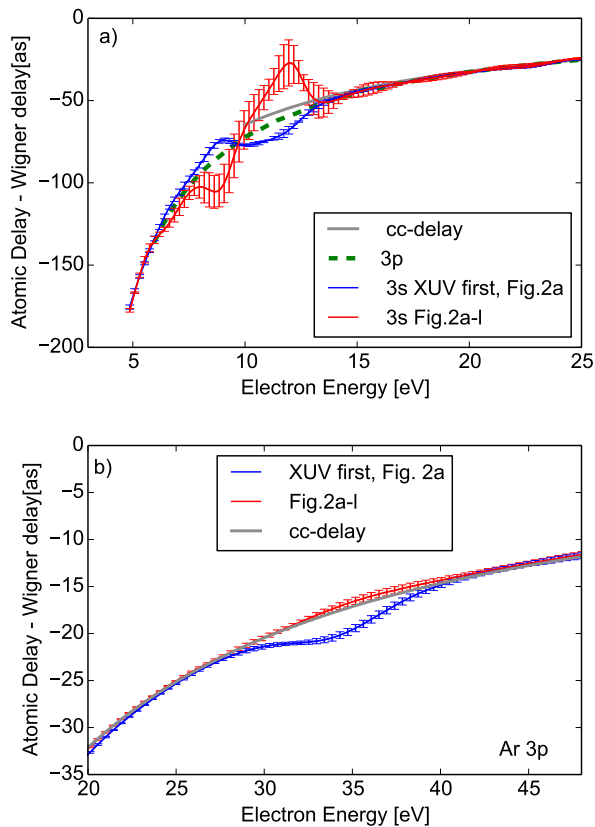 0
a)
−50
−100
−150
−200
Atomic Delay - Wigner delay[as]
cc-delay
3p
3s XUV first, Fig.2a
3s Fig.2a-l
5 10 15 20 25
Electron Energy [eV]
0
b)
−5
−10
−15
−20
−25
−30
−35
Atomic Delay - Wigner delay[as]
XUV first, Fig. 2a
Fig.2a-l
cc-delay
Ar 3p
20 25 30 35 40 45
Electron Energy [eV]